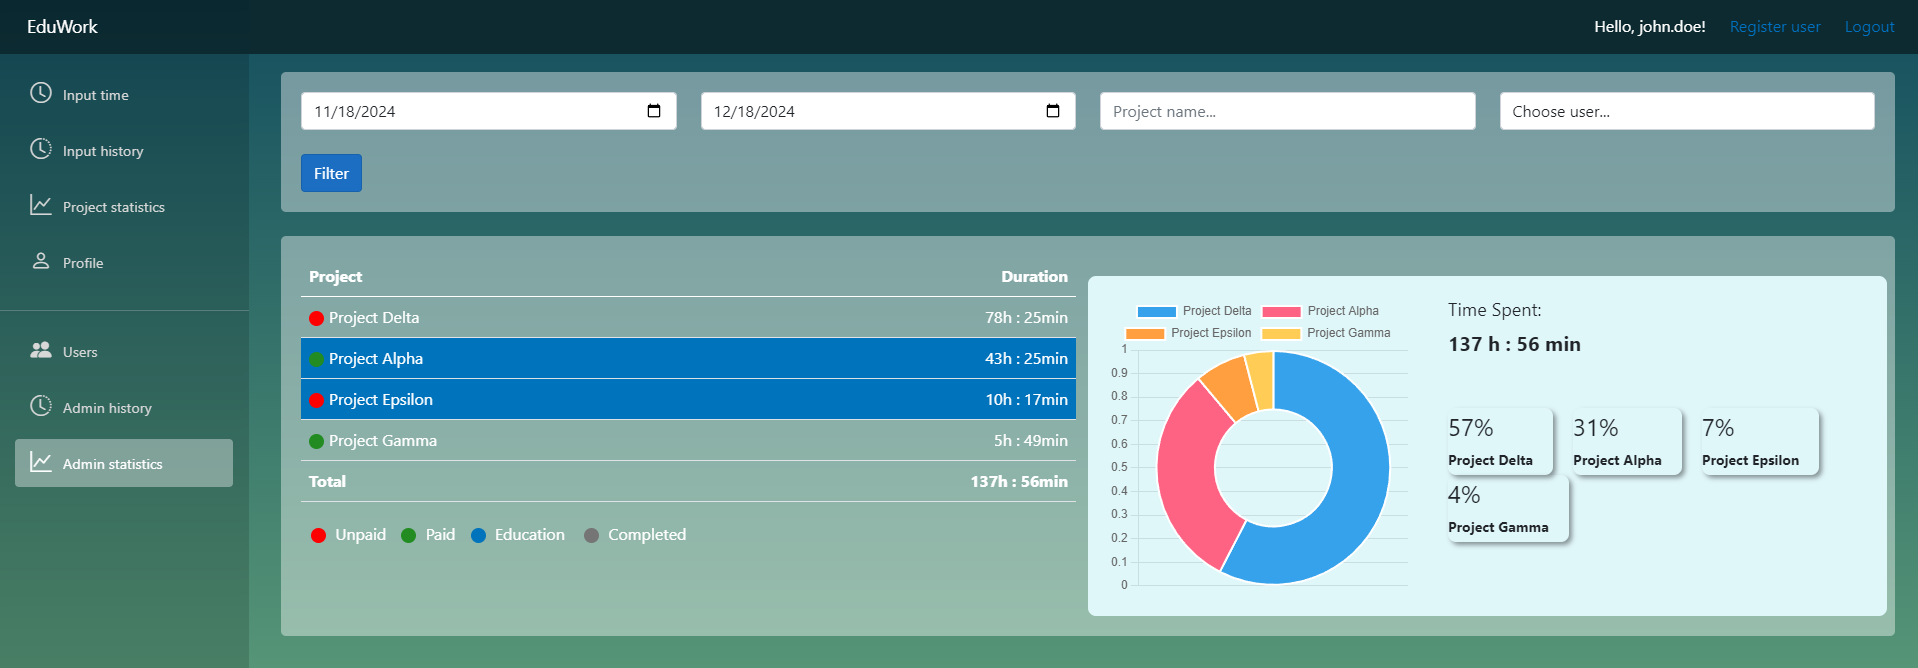 EduWork
Hello, john.doe! Register user Logout
Input time
Input history
Project statistics
Profile
Users
Admin history
Admin statistics
11/18/2024 12/18/2024 Project name... Choose user...
Filter
Project Duration
Project Delta 78h : 25min
Project Alpha 43h : 25min
Project Epsilon 10h : 17min
Project Gamma 5h : 49min
Total 137h : 56min
Unpaid Paid Education Completed
Project Delta Project Alpha
Project Epsilon Project Gamma
1
0.9
0.8
0.7
0.6
0.5
0.4
0.3
0.2
0.1
0
Time Spent:
137 h : 56 min
57% 31% 7%
Project Delta Project Alpha Project Epsilon
4%
Project Gamma